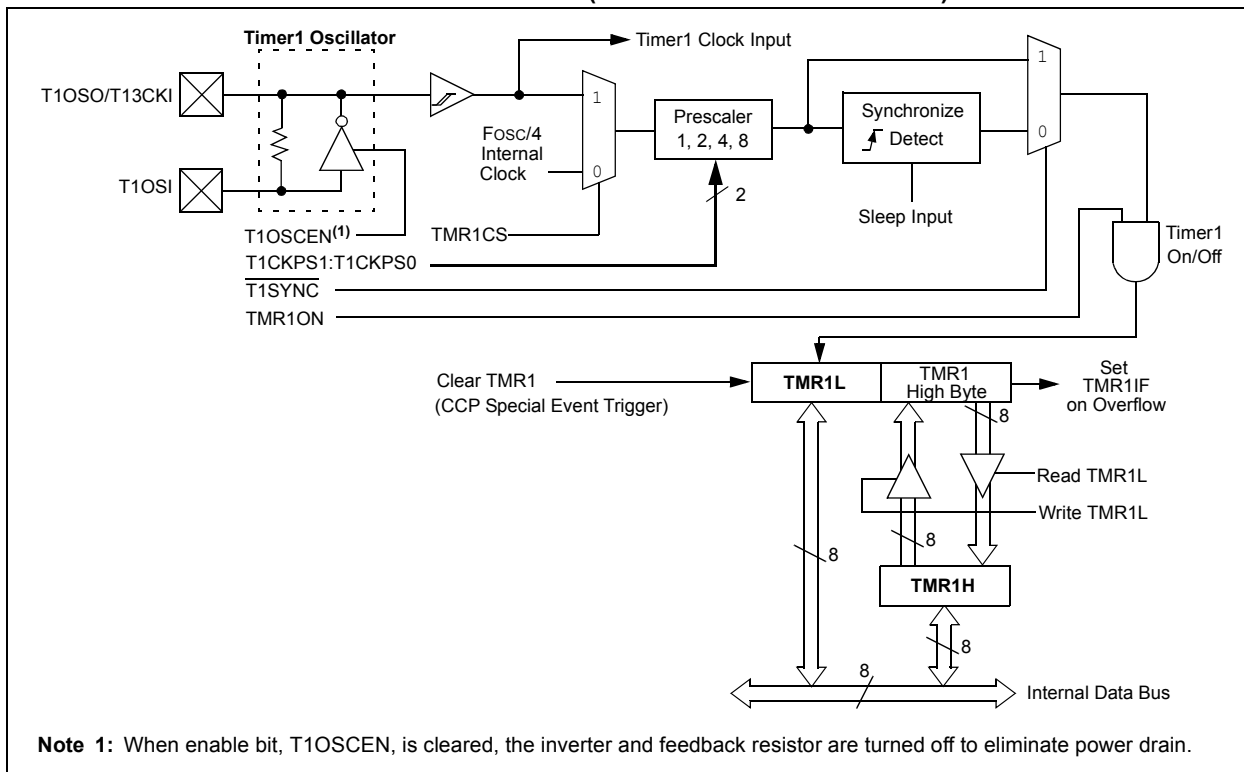 Timer1 Oscillator
Timer1 Clock Input
1
T1OSO/T13CKI
1
Prescaler
1, 2, 4, 8
Synchronize
Detect
0
FOSC/4
Internal
Clock
0
T1OSI
2
Sleep Input
Timer1
On/Off
T1OSCEN(1)
TMR1CS
T1CKPS1:T1CKPS0
T1SYNC
TMR1ON
Clear TMR1
(CCP Special Event Trigger)
TMR1L
TMR1
High Byte
Set
TMR1IF
on Overflow
8
Read TMR1L
Write TMR1L
8
8
TMR1H
8
8
Internal Data Bus
Note 1: When enable bit, T1OSCEN, is cleared, the inverter and feedback resistor are turned off to eliminate power drain.